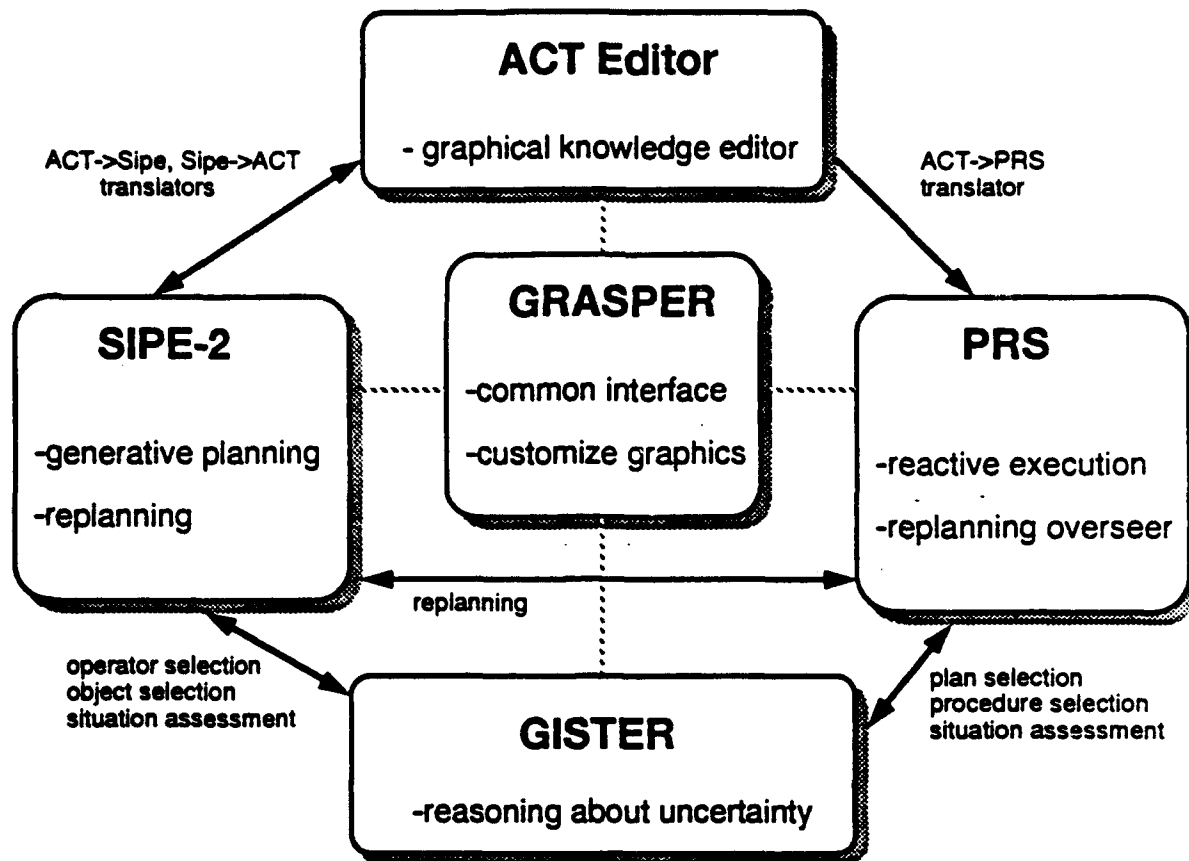 ACT Editor
- graphical knowledge editor
ACT->Sipe, Sipe->ACT
translators
ACT->PRS
translator
GRASPER
-common interface
-customize graphics
SIPE-2
-generative planning
-replanning
PRS
-reactive execution
-replanning overseer
replanning
operator selection
object selection
situation assessment
plan selection
procedure selection
situation assessment
GISTER
-reasoning about uncertainty